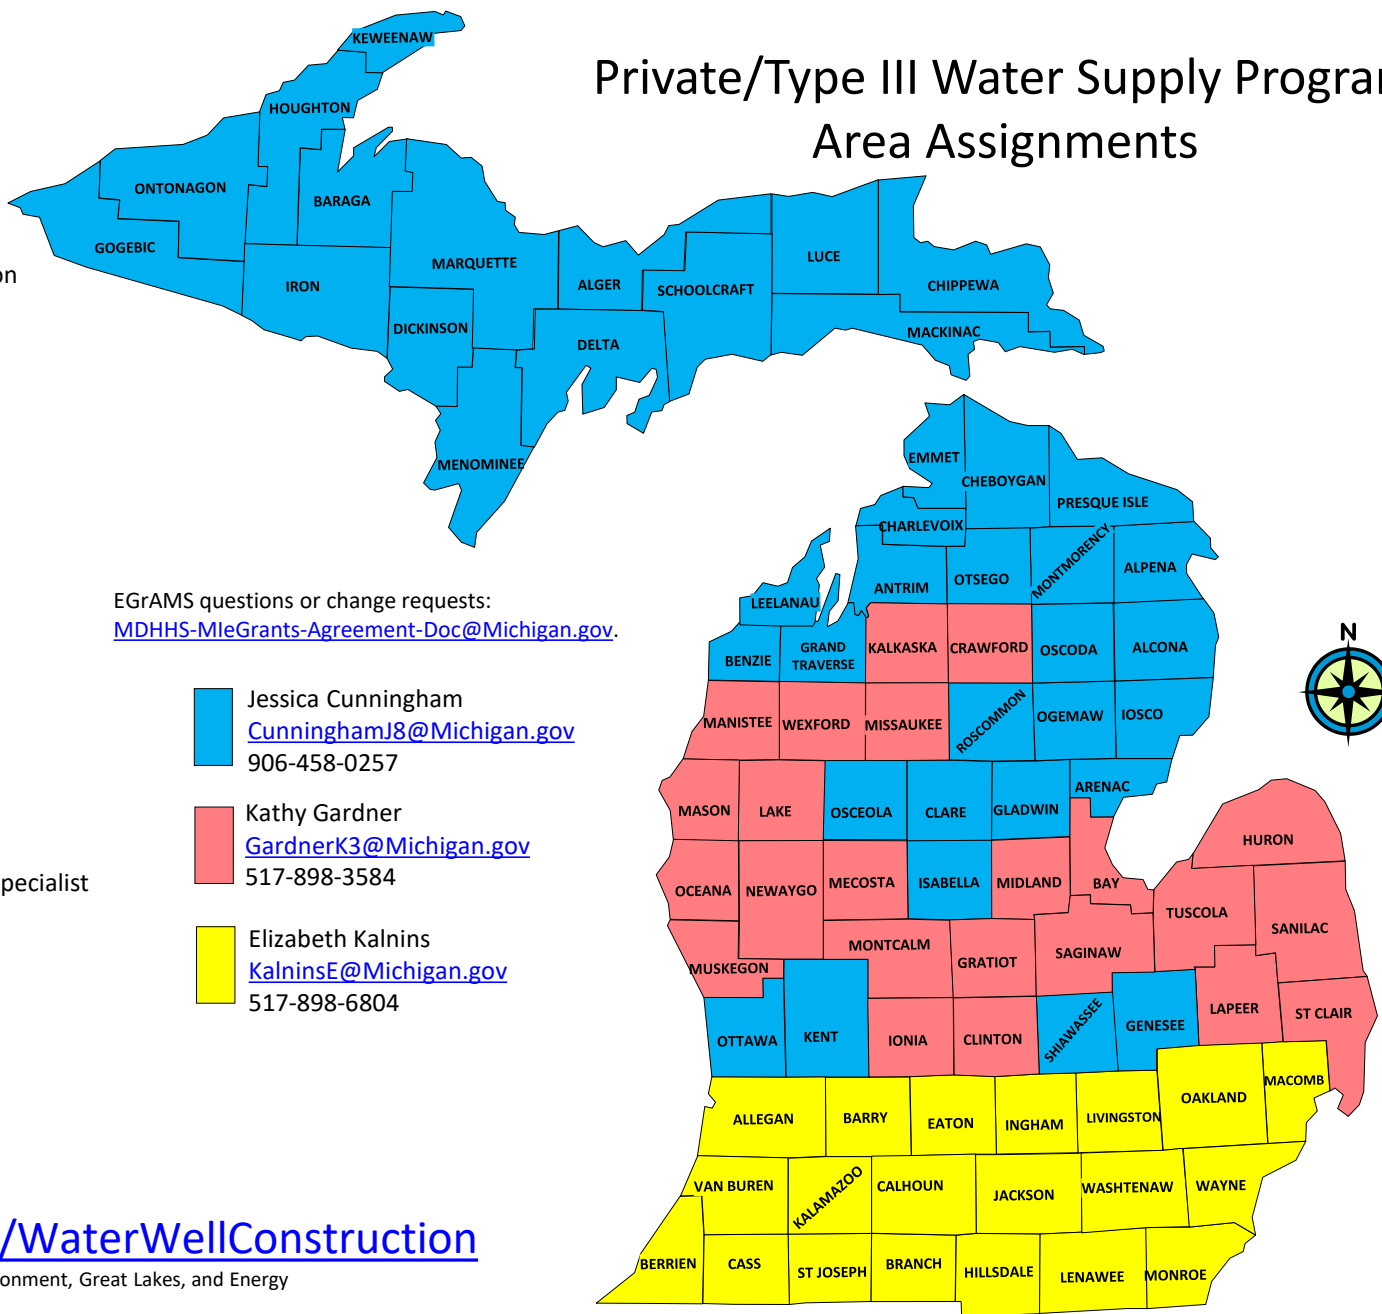 Private/Type III Water Supply Program
Area Assignments
KEWEENAW
HOUGHTON
ONTONAGON
BARAGA
GOGEBIC
MARQUETTE
LUCE
on
IRON
ALGER
SCHOOLCRAFT
CHIPPEWA
DICKINSON
DELTA
MACKINAC
MENOMINEE
EMMET
CHEBOYGAN
PRESQUE ISLE
CHARLEVOIX
MONTMORENCY
ALPENA
ANTRIM
OTSEGO
EGrAMS questions or change requests:
MDHHS-MIeGrants-Agreement-Doc@Michigan.gov.
LEELANAU
BENZIE
GRAND
TRAVERSE
KALKASKA
CRAWFORD
OSCODA
ALCONA
N
Jessica Cunningham
CunninghamJ8@Michigan.gov
906-458-0257
MANISTEE
WEXFORD
MISSAUKEE
ROSCOMMON
OGEMAW
IOSCO
Kathy Gardner
GardnerK3@Michigan.gov
517-898-3584
MASON
LAKE
OSCEOLA
CLARE
GLADWIN
ARENAC
HURON
pecialist
OCEANA
NEWAYGO
MECOSTA
ISABELLA
MIDLAND
BAY
TUSCOLA
SANILAC
Elizabeth Kalnins
KalninsE@Michigan.gov
517-898-6804
MUSKEGON
MONTCALM
GRATIOT
SAGINAW
OTTAWA
KENT
IONIA
CLINTON
SHIAWASSEE
GENESEE
LAPEER
ST CLAIR
ALLEGAN
BARRY
EATON
INGHAM
LIVINGSTON
OAKLAND
MACOMB
VAN BUREN
KALAMAZOO
CALHOUN
JACKSON
WASHTENAW
WAYNE
/WaterWellConstruction
onment, Great Lakes, and Energy
BERRIEN
CASS
ST JOSEPH
BRANCH
HILLSDALE
LENAWEE
MONROE